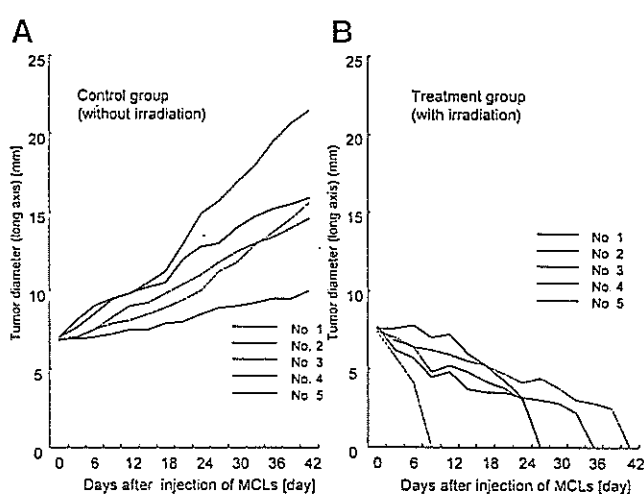 A
25
20
15
10
5
0
Tumor diameter (long axis) [mm]
Control group
(without irradiation)
No 1
No. 2
No 3
No. 4
No 5
0 6 12 18 24 30 36 42
Days after injection of MCLs [day]
B
25
20
15
10
5
0
Tumor diameter (long axis) (mm)
Treatment group
(with irradiation)
No 1
No 2
No 3
No 4
No 5
0 6 12 18 24 30 36 42
Days after injection of MCLs [day]